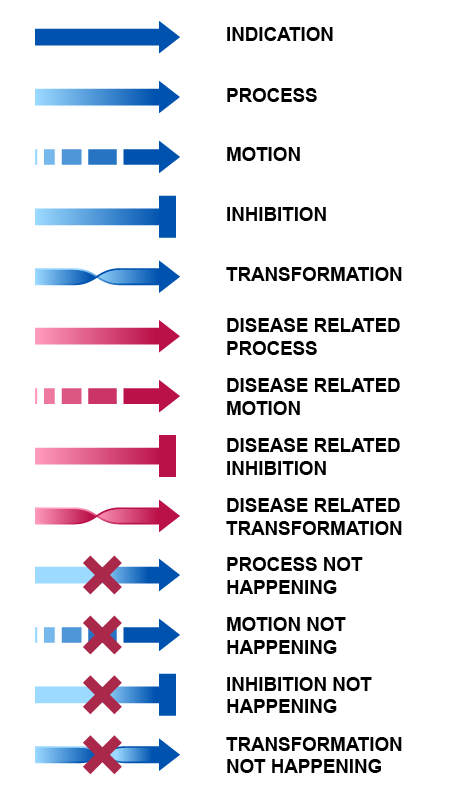 INDICATION
PROCESS
MOTION
INHIBITION
TRANSFORMATION
DISEASE RELATED
PROCESS
DISEASE RELATED
MOTION
DISEASE RELATED
INHIBITION
DISEASE RELATED
TRANSFORMATION
PROCESS NOT
HAPPENING
MOTION NOT
HAPPENING
INHIBITION NOT
HAPPENING
TRANSFORMATION
NOT HAPPENING